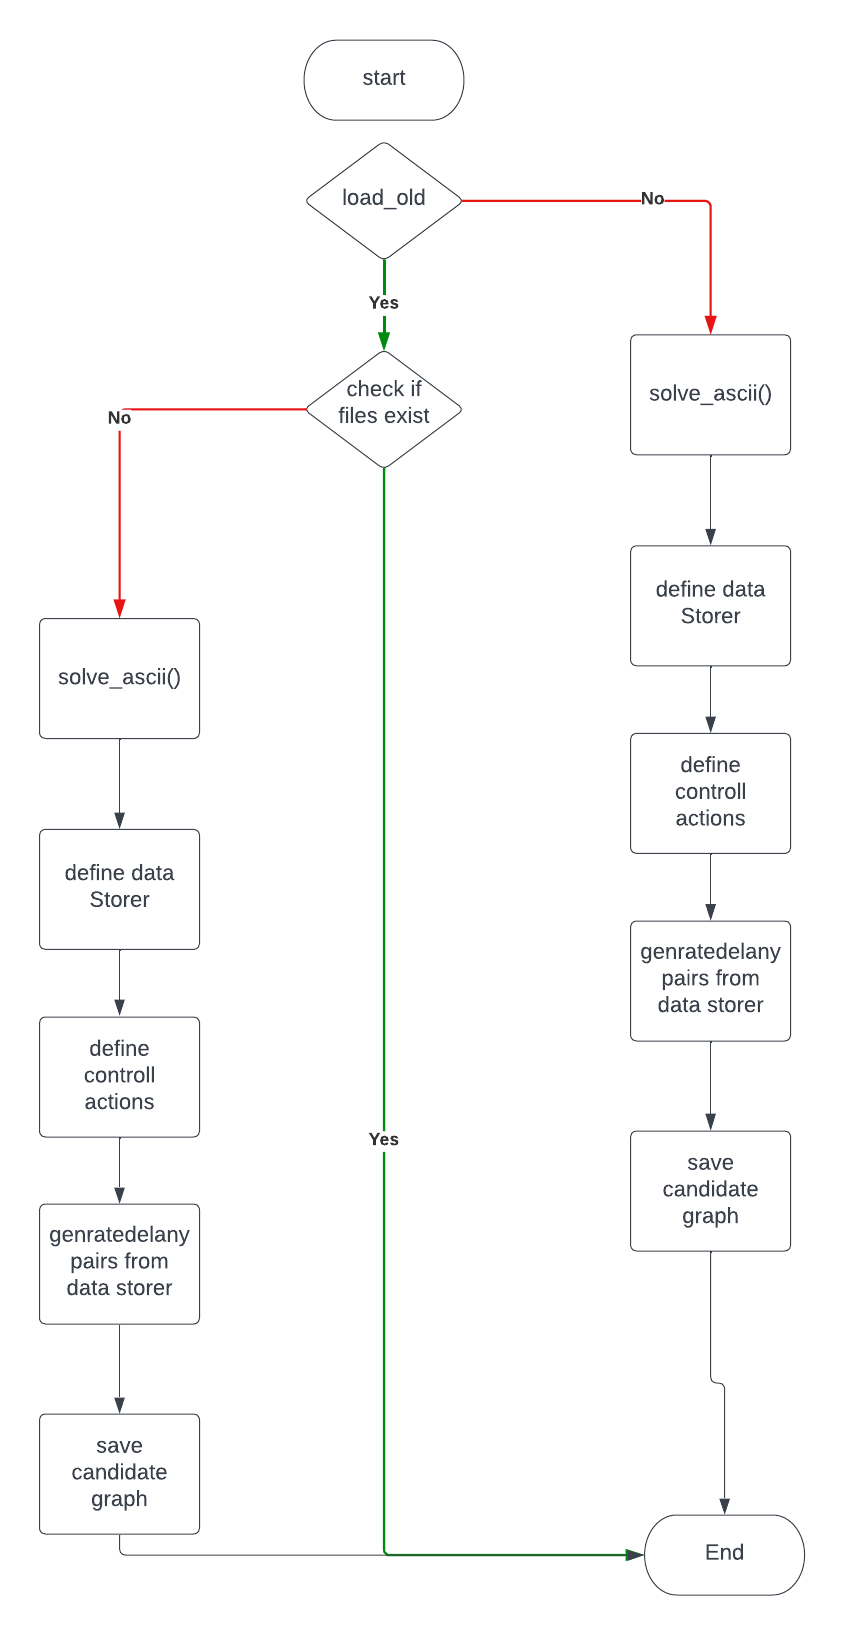 start
load_old
No
Yes
check if
files exist
No
solve_ascii()
define data
Storer
define
controll
actions
genratedelany
pairs from
data storer
save
candidate
graph
solve_ascii()
define data
Storer
define
controll
actions
genratedelany
pairs from
data storer
save
candidate
graph
Yes
End